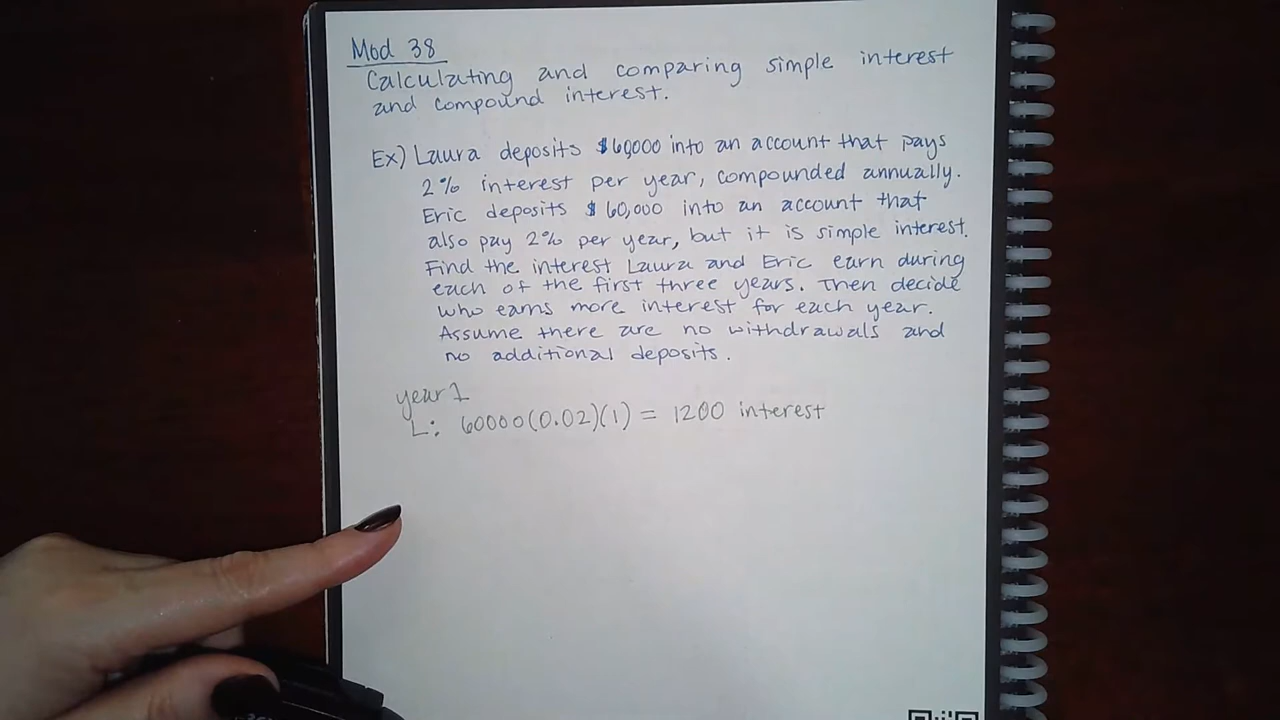 Mod 38
Calculating and comparing simple interest
and compound interest.
Ex) Laura deposits $60000 into an account that pays
2% interest per year, compounded annually.
Eric deposits $60,000 into an account that
also pay 2% per year, but it is simple interest.
Find the interest Laura and Eric earn during
each of the first three years. Then decide
who earns more interest for each year.
Assume there are no withdrawals and
no additional deposits.
year 1
L: 60000(0.02)(1) = 1200 interest